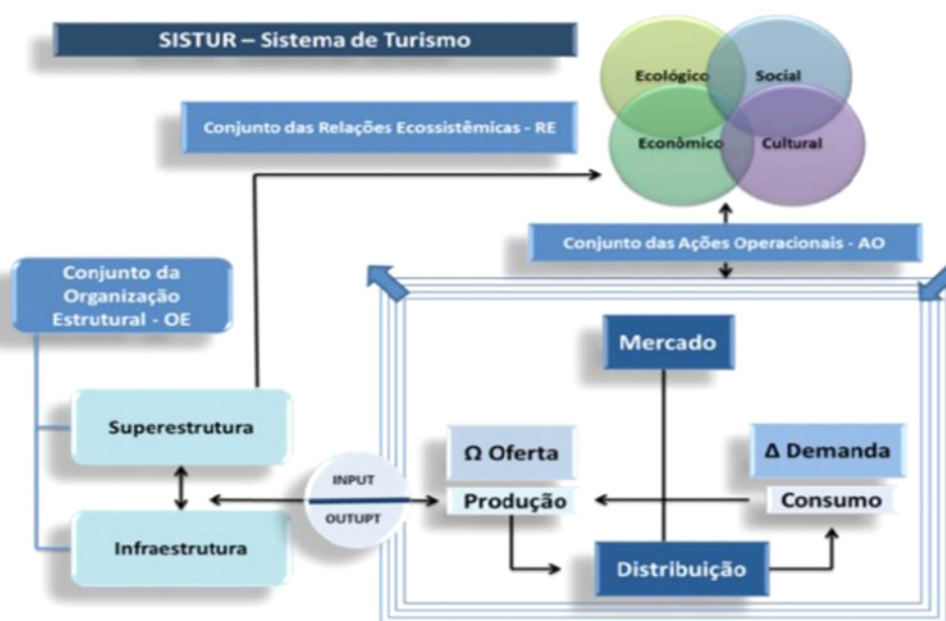 SISTUR – Sistema de Turismo
Ecológico
Social
Econômico
Cultural
Conjunto das Relações Ecossistêmicas - RE
Conjunto das Ações Operacionais - AO
Conjunto da
Organização
Estrutural - OE
Superestrutura
Infraestrutura
INPUT
OUTUPT
Mercado
Ω Oferta
Produção
Δ Demanda
Consumo
Distribuição